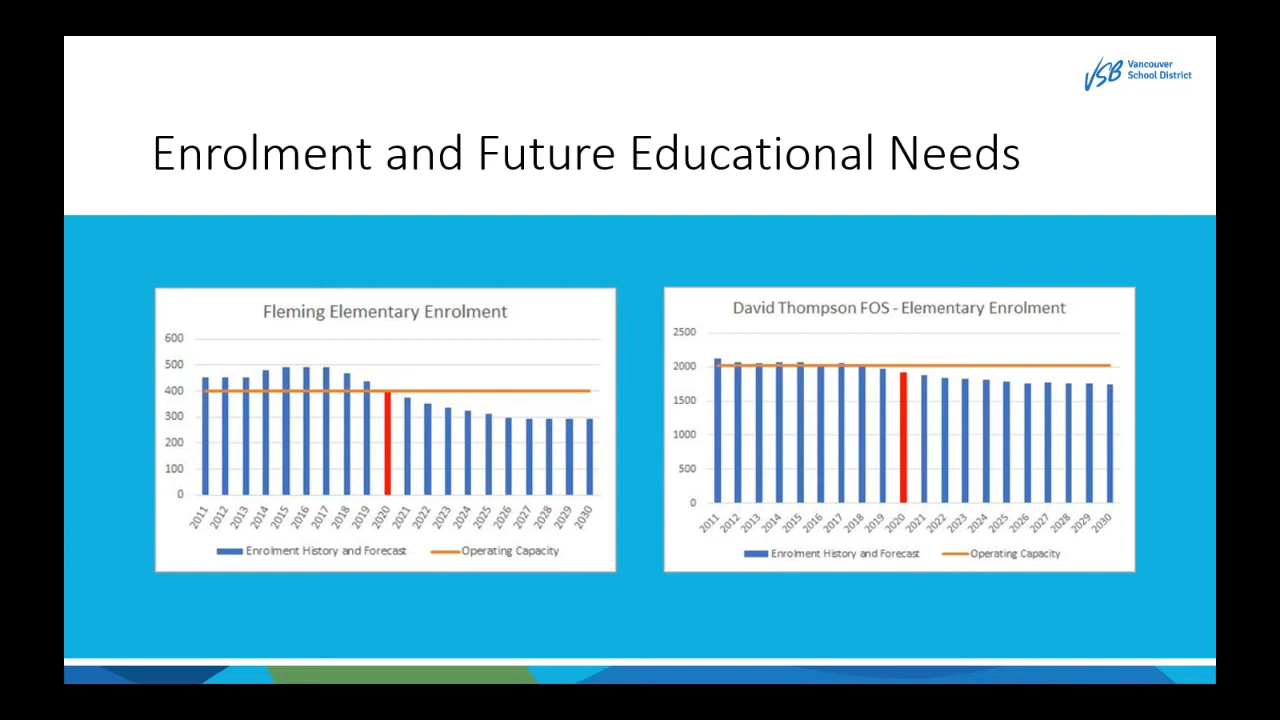 VSB Vancouver
School District
Enrolment and Future Educational Needs
Fleming Elementary Enrolment
600
500
400
300
200
100
0
2011 2012 2013 2014 2015 2016 2017 2018 2019 2020 2021 2022 2023 2024 2025 2026 2027 2028 2029 2030
Enrolment History and Forecast Operating Capacity
David Thompson FOS - Elementary Enrolment
2500
2000
1500
1000
500
0
2011 2012 2013 2014 2015 2016 2017 2018 2019 2020 2021 2022 2023 2024 2025 2026 2027 2028 2029 2030
Enrolment History and Forecast Operating Capacity